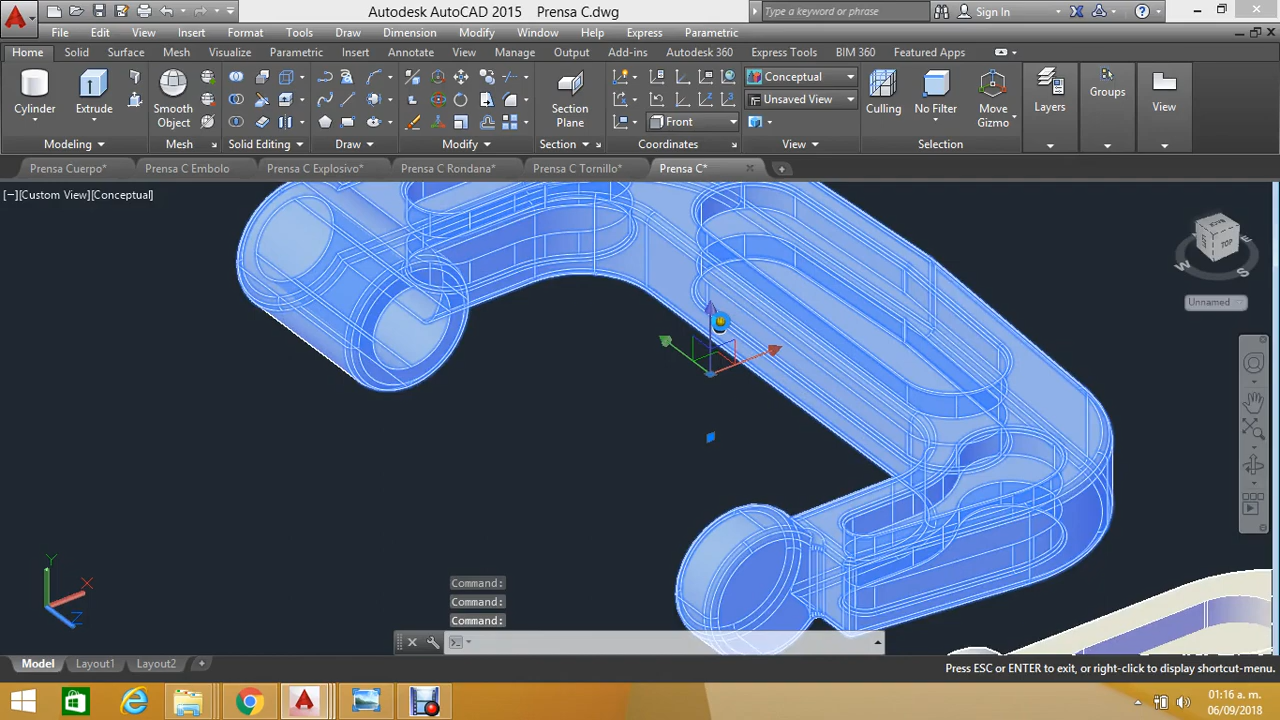 Autodesk AutoCAD 2015 Prensa C.dwg
Type a keyword or phrase
Sign In
File Edit View Insert Format Tools Draw Dimension Modify Window Help Express Parametric
Home Solid Surface Mesh Visualize Parametric Insert Annotate View Manage Output Add-ins Autodesk 360 Express Tools BIM 360 Featured Apps
Conceptual
Unsaved View
Front
Cylinder Extrude Smooth Object Section Plane Culling No Filter Move Gizmo Layers Groups View
Modeling Mesh Solid Editing Draw Modify Section Coordinates View Selection
Prensa Cuerpo* Prensa C Embolo Prensa C Explosivo* Prensa C Rondana* Prensa C Tornillo* Prensa C*
[−][Custom View][Conceptual]
BACK
TOP
E
W
S
Unnamed
Y
X
Z
Command:
Command:
Command:
Model Layout1 Layout2
Press ESC or ENTER to exit, or right-click to display shortcut-menu.
01:16 a. m.
06/09/2018